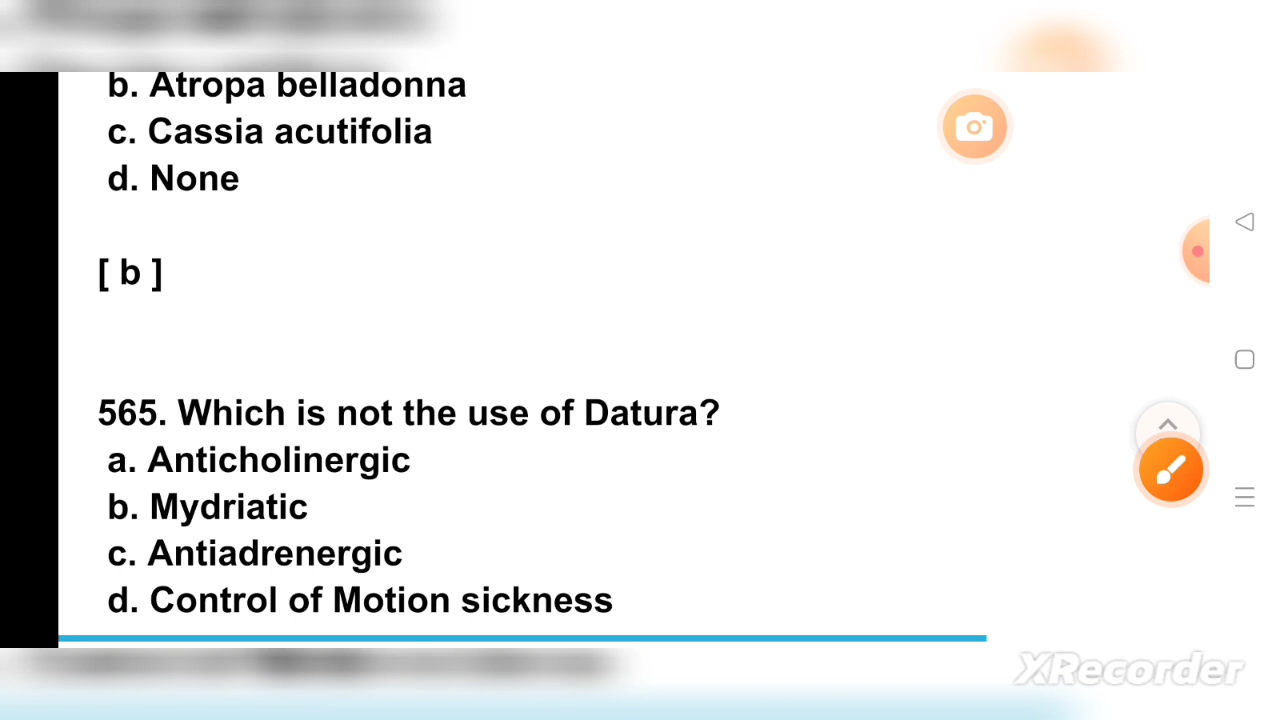 b. Atropa belladonna
c. Cassia acutifolia
d. None
[ b ]
565. Which is not the use of Datura?
a. Anticholinergic
b. Mydriatic
c. Antiadrenergic
d. Control of Motion sickness
XRecorder